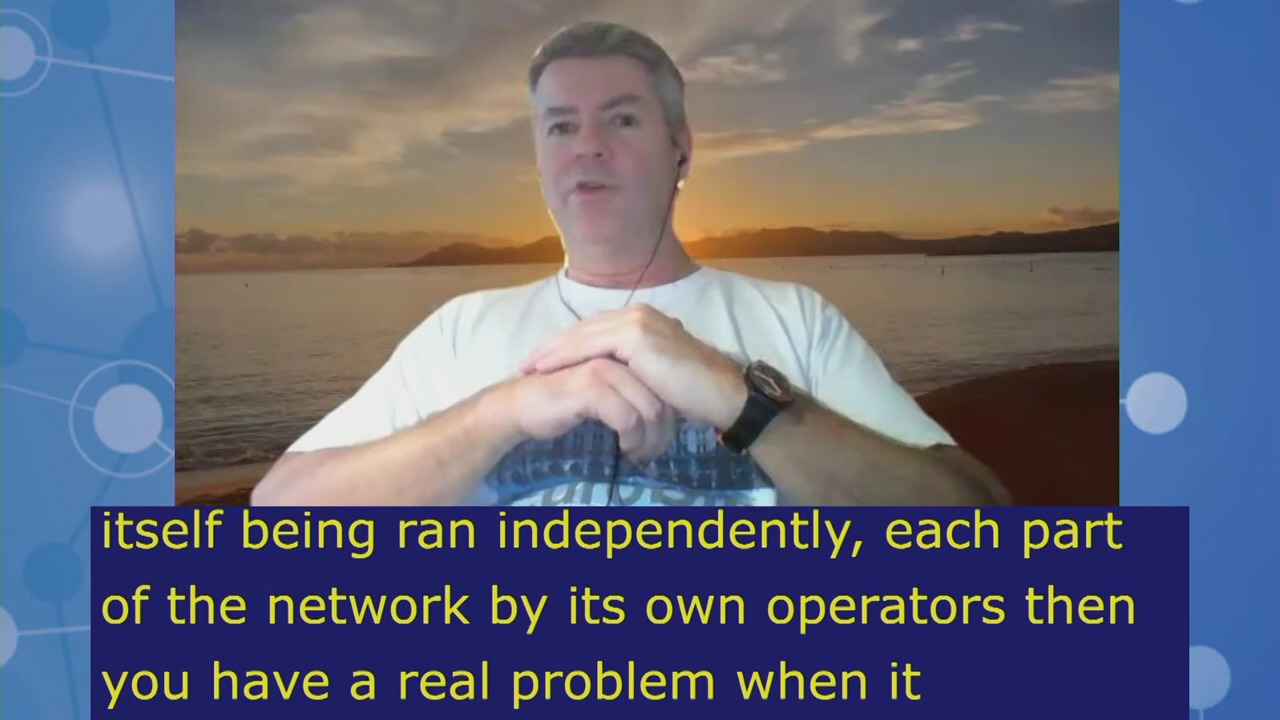 itself being ran independently, each part
of the network by its own operators then
you have a real problem when it